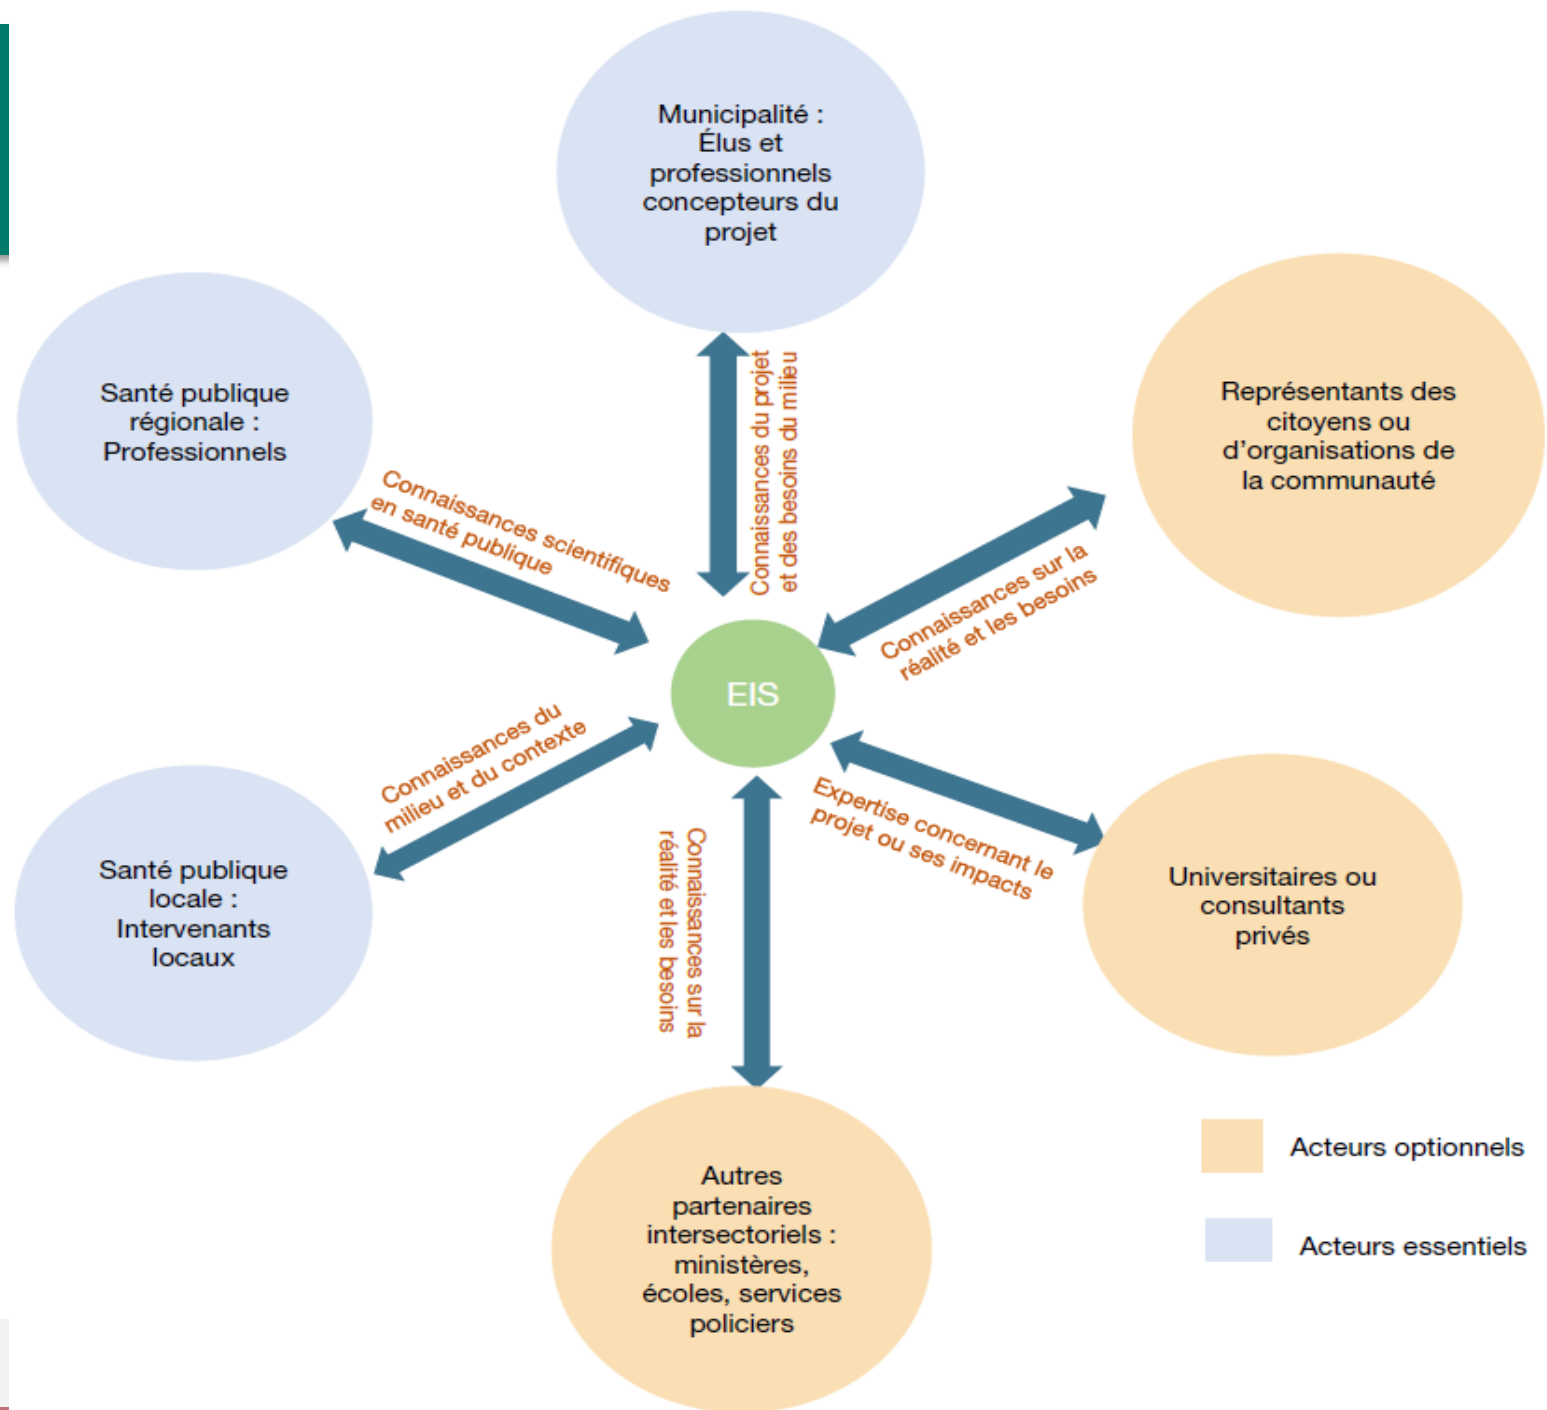 Municipalité :
Élus et
professionnels
concepteurs du
projet
Santé publique
régionale :
Professionnels
Représentants des
citoyens ou
d'organisations de
la communauté
Connaissances du projet
et des besoins du milieu
Connaissances scientifiques
en santé publique
Connaissances sur la
réalité et les besoins
EIS
Connaissances du
milieu et du contexte
Expertise concernant le
projet ou ses impacts
Connaissances sur la
réalité et les besoins
Santé publique
locale :
Intervenants
locaux
Universitaires ou
consultants
privés
Autres
partenaires
intersectoriels :
ministères,
écoles, services
policiers
Acteurs optionnels
Acteurs essentiels